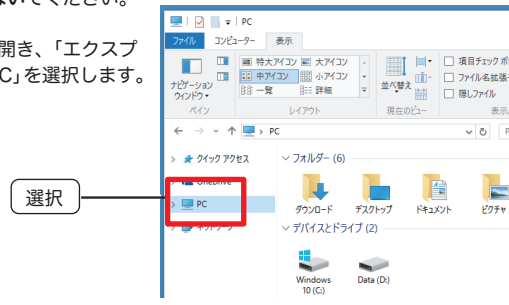 ないでください。
開き、「エクスプ
C」を選択します。
選択
PC
ファイル コンピューター 表示
ナビゲーション
ウィンドウ
特大アイコン 大アイコン
中アイコン 小アイコン
一覧 詳細
並べ替え
項目チェック
ファイル名拡張
隠しファイル
ペイン レイアウト 現在のビュー
PC
クイック アクセス
OneDrive
PC
ネットワーク
フォルダー (6)
ダウンロード デスクトップ ドキュメント ピクチャ
デバイスとドライブ (2)
Windows
10 (C:)
Data (D:)